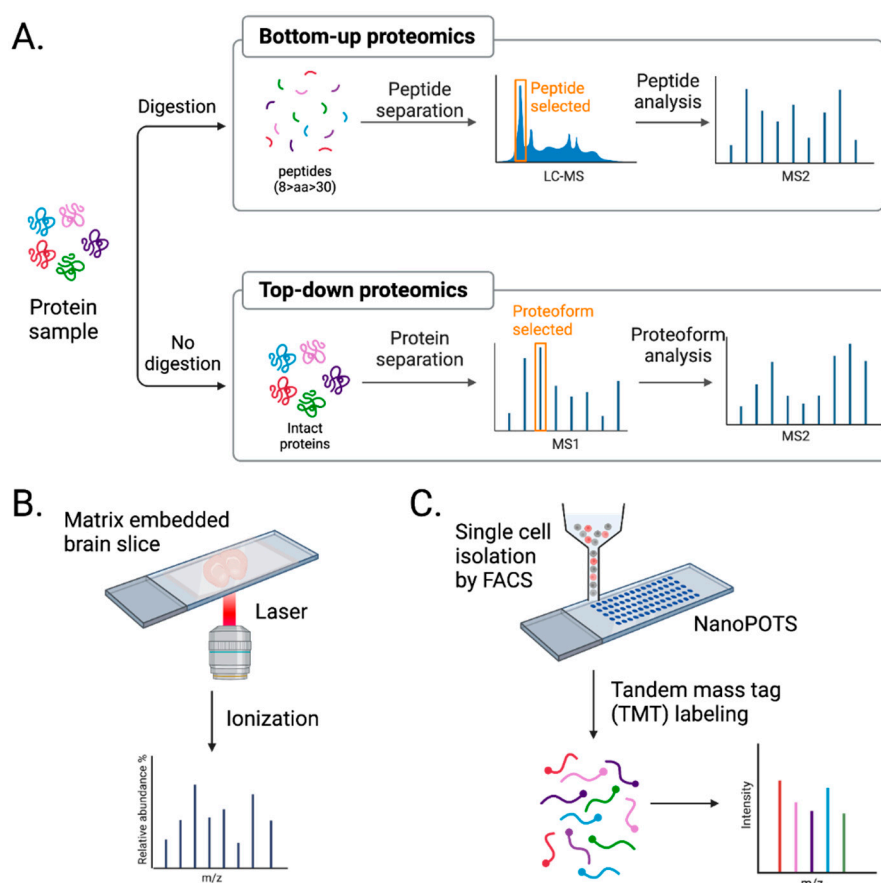 A.
Bottom-up proteomics
Digestion
peptides
(8>aa>30)
Peptide
separation
Peptide
selected
LC-MS
Peptide
analysis
MS2
Protein
sample
Top-down proteomics
No
digestion
Intact
proteins
Protein
separation
Proteoform
selected
MS1
Proteoform
analysis
MS2
B.
Matrix embedded
brain slice
Laser
Ionization
Relative abundance %
m/z
C.
Single cell
isolation
by FACS
NanoPOTS
Tandem mass tag
(TMT) labeling
Intensity
m/z